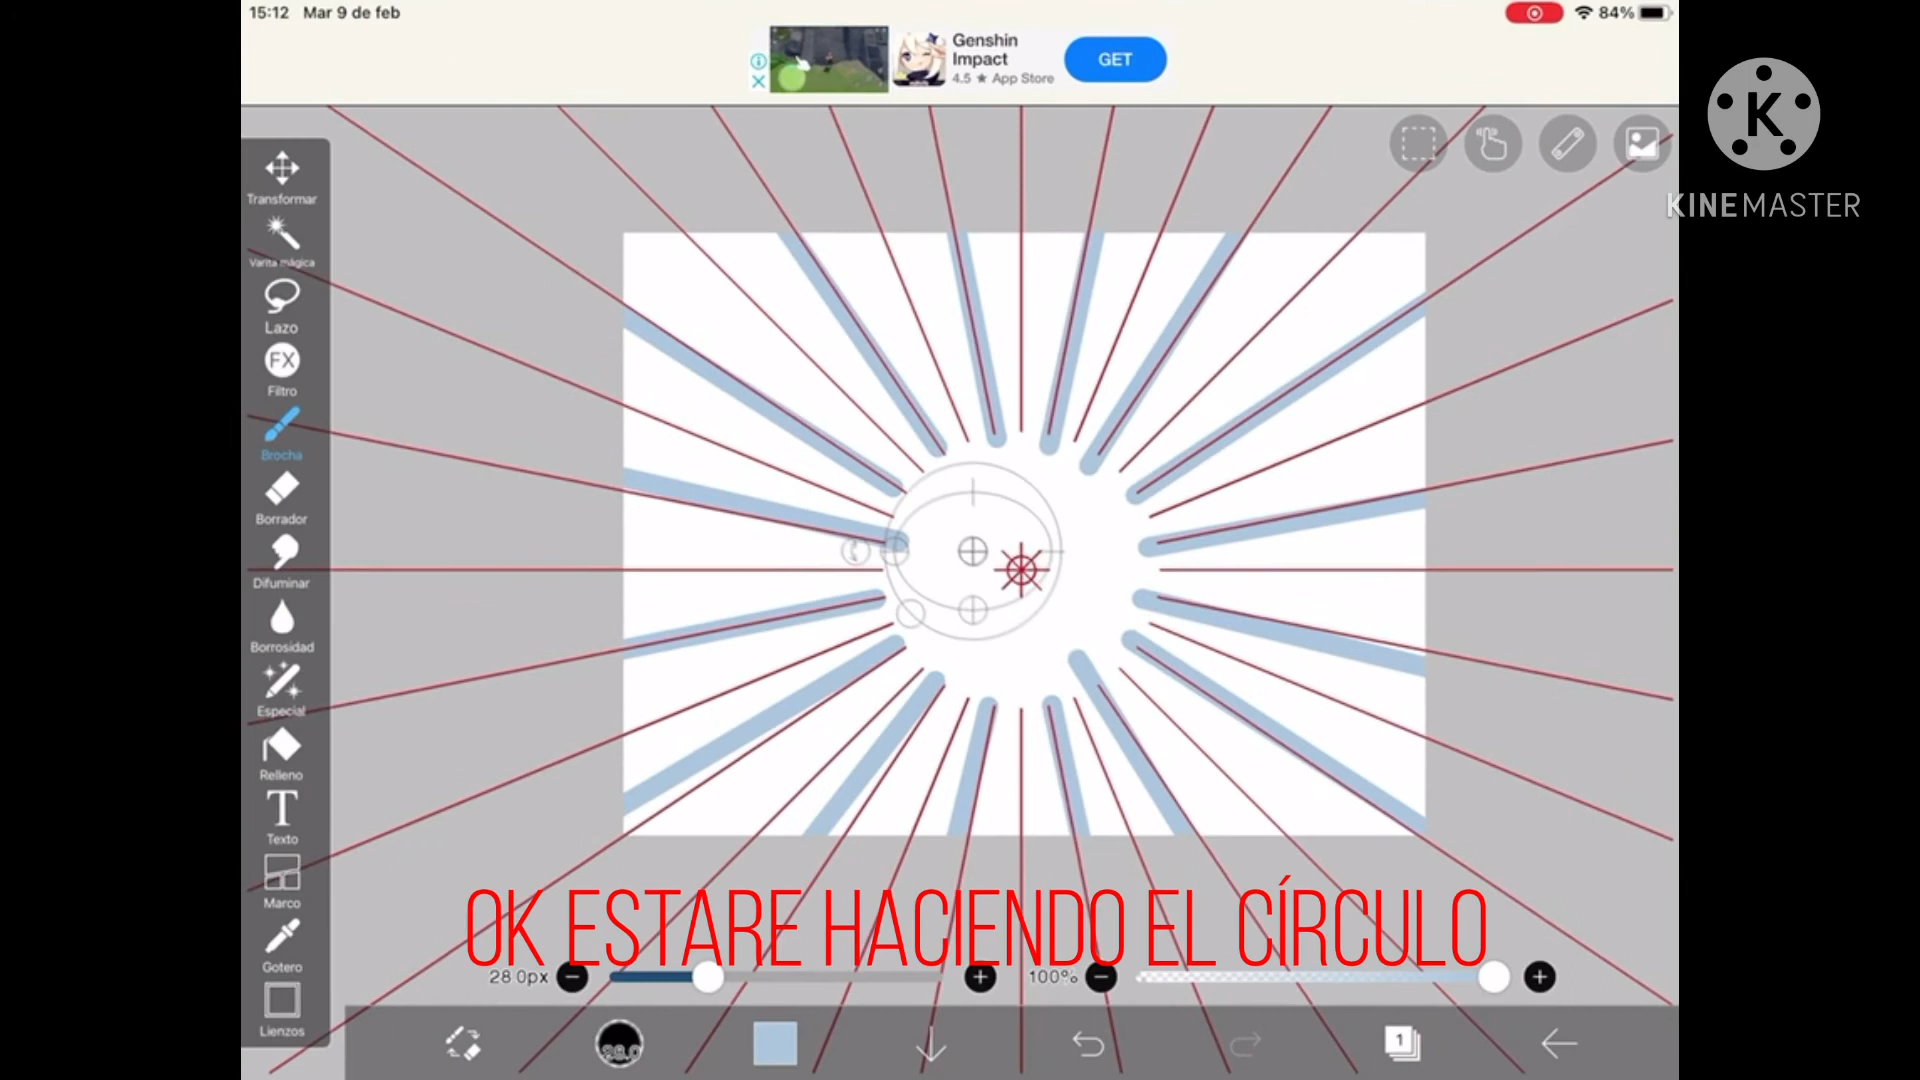 15:12 Mar 9 de feb
84%
Genshin
Impact
4.5 ★ App Store
GET
K
KINEMASTER
Transformar
Varita mágica
Lazo
FX
Filtro
Brocha
Borrador
Difuminar
Borrosidad
Especial
Relleno
T
Texto
Marco
Gotero
Lienzos
OK ESTARE HACIENDO EL CÍRCULO
28.0px
100%
28.0
1